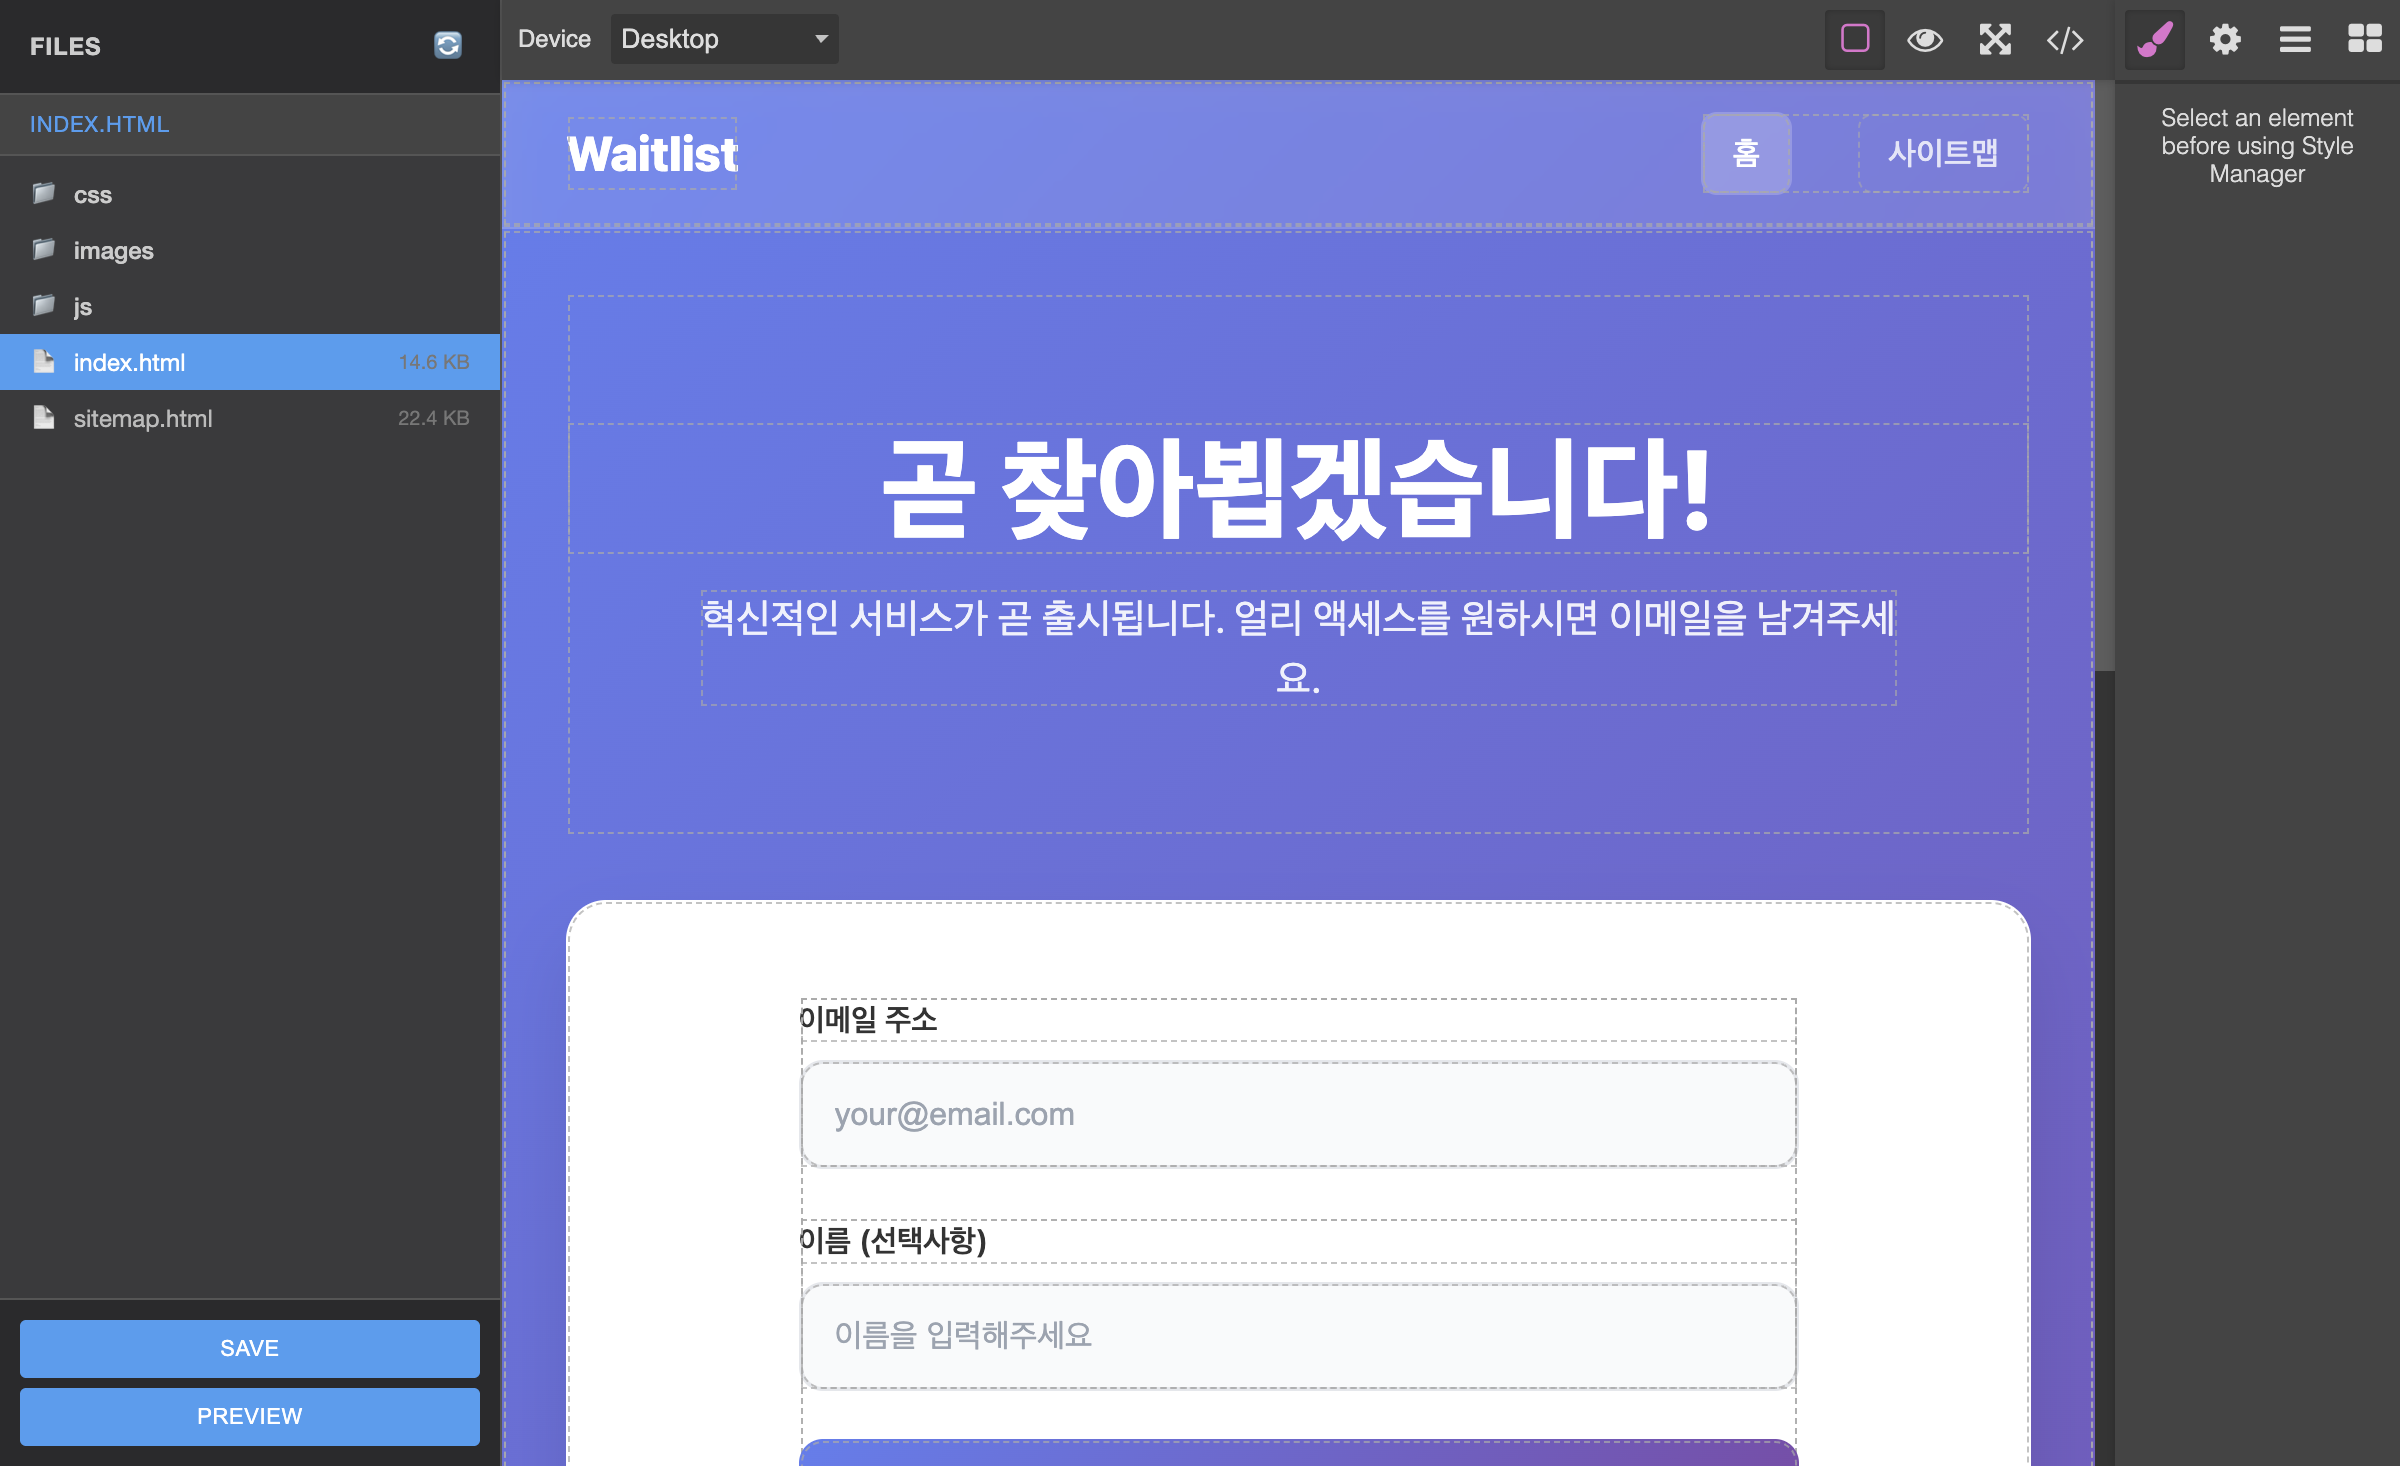 FILES
INDEX.HTML
css
images
js
index.html 14.6 KB
sitemap.html 22.4 KB
SAVE
PREVIEW
Device Desktop
Waitlist
홈 사이트맵
곧 찾아뵙겠습니다!
혁신적인 서비스가 곧 출시됩니다. 얼리 액세스를 원하시면 이메일을 남겨주세
요.
이메일 주소
your@email.com
이름 (선택사항)
이름을 입력해주세요
Select an element
before using Style
Manager